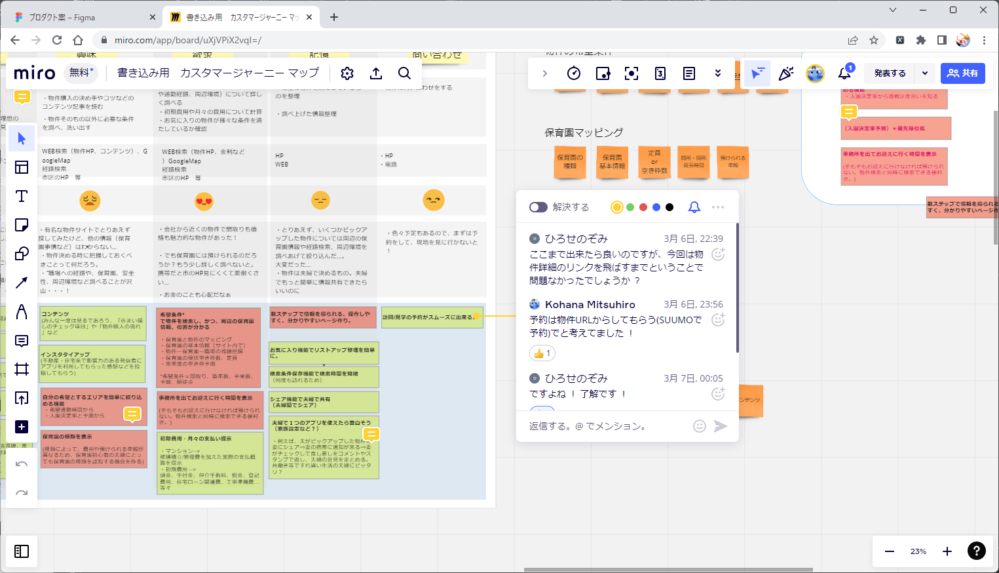 プロダクト案 – Figma
書き込み用　カスタマージャーニー マッ
miro.com/app/board/uXjVPiX2vqI=/
興味
欲求
記憶
問い合わせ
miro
無料
書き込み用　カスタマージャーニー マップ
発表する
共有
1
・物件購入の決め手やコツなどの
コンテンツ記事を読む
・物件そのもの以外に必要な条件
を調べ、洗い出す
や通勤経路、周辺環境）について詳し
く調べる
・初期費用や月々の費用について計算
・お気に入りの物件が様々な条件を満
たしているか確認
のを整理
・調べ上げた情報整理
わせをする
WEB検索（物件HP、コンテンツ）、G
oogleMap
経路検索
市区のHP　等
WEB検索（物件HP、金利など
）GoogleMap
経路検索
市区のHP　等
HP
WEB
・HP
・電話
・有名な物件サイトでとりあえず
探してみたけど、他の情報（保育
園事情など）はわからない...
・物件決める時に把握しておくべ
きことって何だろう。
・"職場への経路や、保育園、安全
性、周辺環境など調べることが沢
山・・・！
・会社から近くの物件で間取りも価
格も魅力的な物件があった！
・でも保育園には預けられるのだろ
うか？もう少し詳しく調べないと。
携帯だと市のHP見にくくて面倒くさ
い...
・お金のことも心配だなぁ
・とりあえず、いくつかピックア
ップした物件については周辺の保
育園情報や経路検索、周辺環境を
調べあげて絞り込んだ...。
大変だった...
・物件は夫婦で決めるもの。夫婦
でもっと簡単に情報共有できたら
いいのに
・色々予定もあるので、まずは予
約をして、現地を見に行かないと
！
コンテンツ
(みんな一度は見るであろう、「住まい探
しのチェック項目」や「物件購入の流れ
」など
インスタタイアップ
(不動産・住宅系で影響力のある発信者に
アプリを利用してもらった感想などを投
稿してもらう)
自分の希望とするエリアを簡単に絞り込
める機能
・希望通勤時間から
・入園決定率と予測から
保育園の種類を表示
(種類によって、費用や預けられる年齢が
異なるため、保育園初心者の夫婦にとっ
ても保育園の種類を認知する機会を作る)
希望条件*
で物件を検索し、かつ、周辺の保育園
情報、位置が分かる
・保育園と物件のマッピング
・保育園の基本情報（サイト内で）
・物件ー保育園ー職場の導線把握
・保育園の現状空き枠数、定員
・来年度の空き枠予測
*希望条件＝間取り、築年数、平米数、
予算、駅徒歩
事務所を出てお迎えに行く時間を表示
(そもそもお迎えに行けなければ預けられ
ない。物件検索と同時に検索できる便利
さ。)
初期費用・月々の支払い提示
・マンション-->
修繕積立/管理費を加えた実際の支払概
算を提示
・初期費用 -->
頭金、手付金、仲介手数料、税金、登記
費用、住宅ローン関連費、工事準備費...
等々
数ステップで情報を得られる、操作しや
すく、分かりやすいページ作り。
お気に入り機能でリストアップ整理を簡単
に。
検索条件保存機能で検索時間を短縮
（何度も訪れるため）
シェア機能で夫婦で共有
（夫婦間でシェア）
夫婦で１つのアプリを使えたら面白そう
（家族設定など？）
・例えば、夫がピックアップした物件を
妻にシェア→妻の携帯に通知が来る→妻
がチェックして良し悪しをコメントやス
タンプで返し、夫婦の意見をまとめる。
共働き等ですれ違い生活の夫婦にピッタ
リ？
訪問/見学の予約がスムーズに出来る。
保育園マッピング
保育園の
種類
保育園
基本情報
定員
or
空き枠数
開所・閉所
延長時間
預けられる
年齢
解決する
ひろせのぞみ
3月 6日, 22:39
ここまで出来たら良いのですが、今回は物
件詳細のリンクを飛ばすまでということで
問題なかったでしょうか ？
Kohana Mitsuhiro
3月 6日, 23:56
予約は物件URLからしてもらう(SUUMOで
予約)でと考えてました ！
👍 1
ひろせのぞみ
3月 7日, 00:05
ですよね ！ 了解です ！
返信する。@ でメンション。
ンテンツ
める機能
・入園決定率から激戦区度合いを知る
（入園決定率予測）＊優先順位低
事務所を出てお迎えに行く時間を表示
(そもそもお迎えに行けなければ預けられ
ない。物件検索と同時に検索できる便利
さ。)
数ステップで情報を得られる
すく、分かりやすいページ作
23%